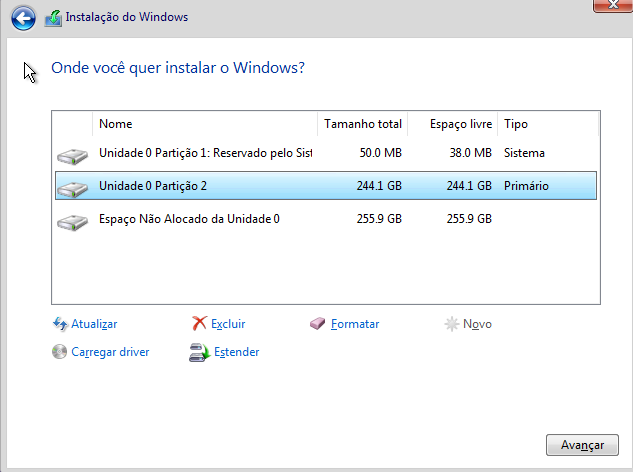 Instalação do Windows
Onde você quer instalar o Windows?
Nome Tamanho total Espaço livre Tipo
Unidade 0 Partição 1: Reservado pelo Sist 50.0 MB 38.0 MB Sistema
Unidade 0 Partição 2 244.1 GB 244.1 GB Primário
Espaço Não Alocado da Unidade 0 255.9 GB 255.9 GB
Atualizar Excluir Formatar Novo
Carregar driver Estender
Avançar